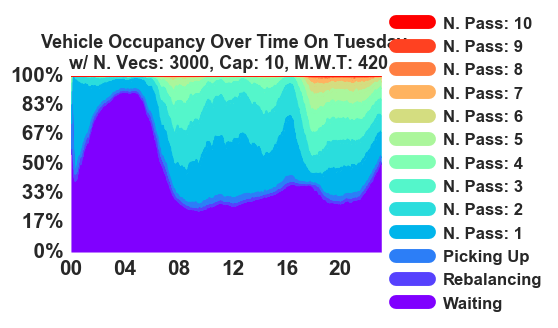 Vehicle Occupancy Over Time On Tuesday
w/ N. Vecs: 3000, Cap: 10, M.W.T: 420
100%
83%
67%
50%
33%
17%
0%
00 04 08 12 16 20
N. Pass: 10
N. Pass: 9
N. Pass: 8
N. Pass: 7
N. Pass: 6
N. Pass: 5
N. Pass: 4
N. Pass: 3
N. Pass: 2
N. Pass: 1
Picking Up
Rebalancing
Waiting